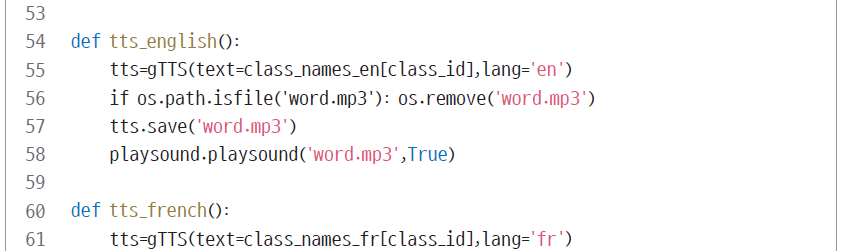 53
54 def tts_english():
55 tts=gTTS(text=class_names_en[class_id],lang='en')
56 if os.path.isfile('word.mp3'): os.remove('word.mp3')
57 tts.save('word.mp3')
58 playsound.playsound('word.mp3',True)
59
60 def tts_french():
61 tts=gTTS(text=class_names_fr[class_id],lang='fr')